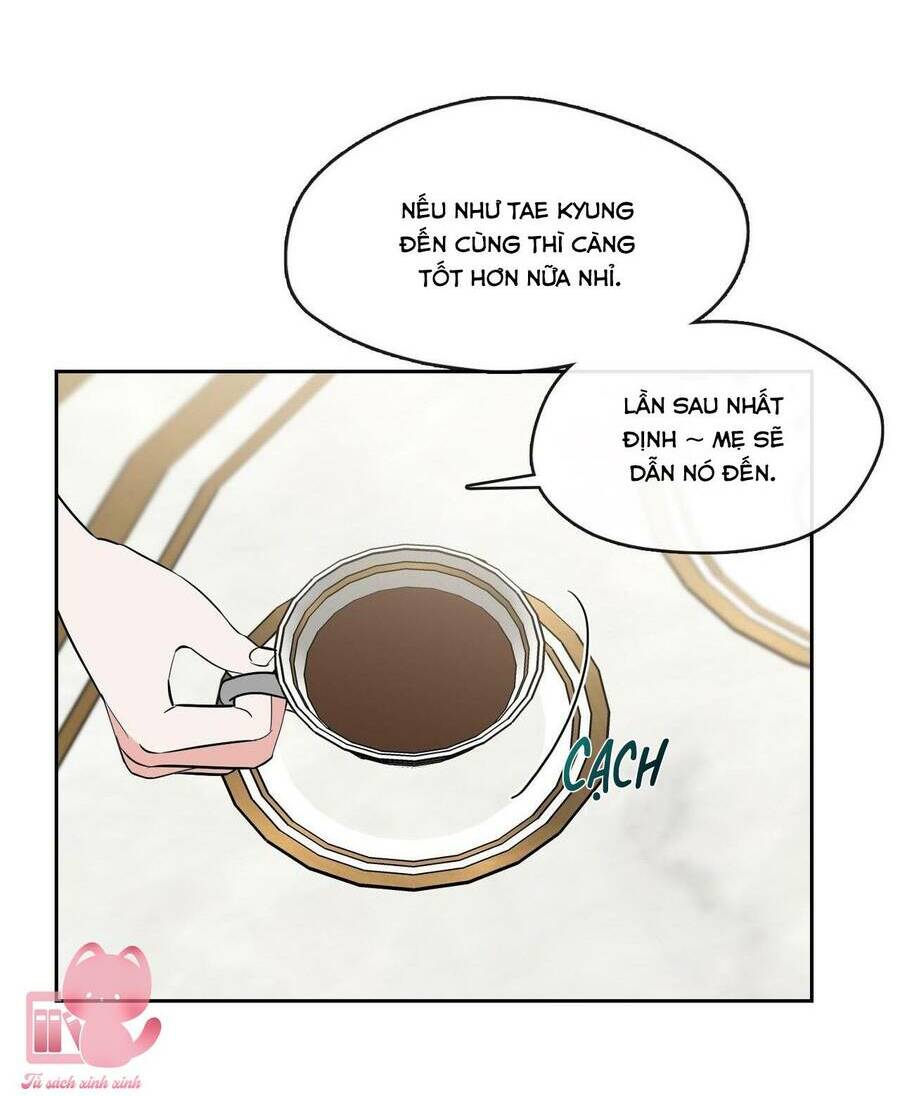 NẾU NHƯ TAE KYUNG
ĐẾN CÙNG THÌ CÀNG
TỐT HƠN NỮA NHỈ.
LẦN SAU NHẤT
ĐỊNH ~ MẸ SẼ
DẪN NÓ ĐẾN.
CẠCH
Tủ sách xinh xinh